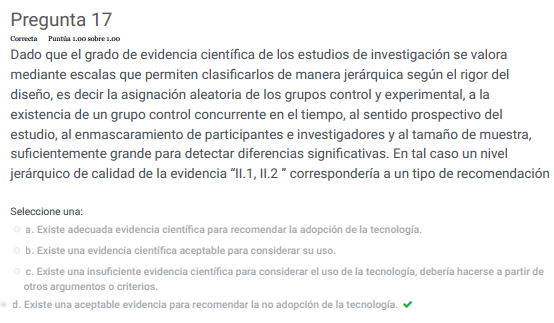 Pregunta 17
Correcta Puntúa 1.00 sobre 1.00
Dado que el grado de evidencia científica de los estudios de investigación se valora
mediante escalas que permiten clasificarlos de manera jerárquica según el rigor del
diseño, es decir la asignación aleatoria de los grupos control y experimental, a la
existencia de un grupo control concurrente en el tiempo, al sentido prospectivo del
estudio, al enmascaramiento de participantes e investigadores y al tamaño de muestra,
suficientemente grande para detectar diferencias significativas. En tal caso un nivel
jerárquico de calidad de la evidencia “II.1, II.2 ” correspondería a un tipo de recomendación
Seleccione una:
a. Existe adecuada evidencia científica para recomendar la adopción de la tecnología.
b. Existe una evidencia científica aceptable para considerar su uso.
c. Existe una insuficiente evidencia científica para considerar el uso de la tecnología, debería hacerse a partir de
otros argumentos o criterios.
d. Existe una aceptable evidencia para recomendar la no adopción de la tecnología.